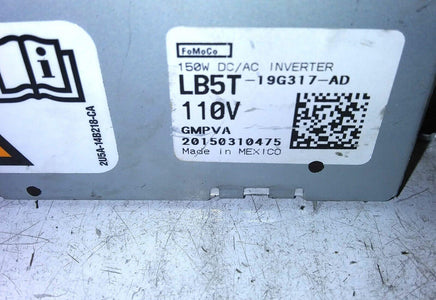 FoMoCo
150W DC/AC INVERTER
LB5T-19G317-AD
110V
GMPVA
20150310475
Made in MEXICO
2U5A-14B218-CA